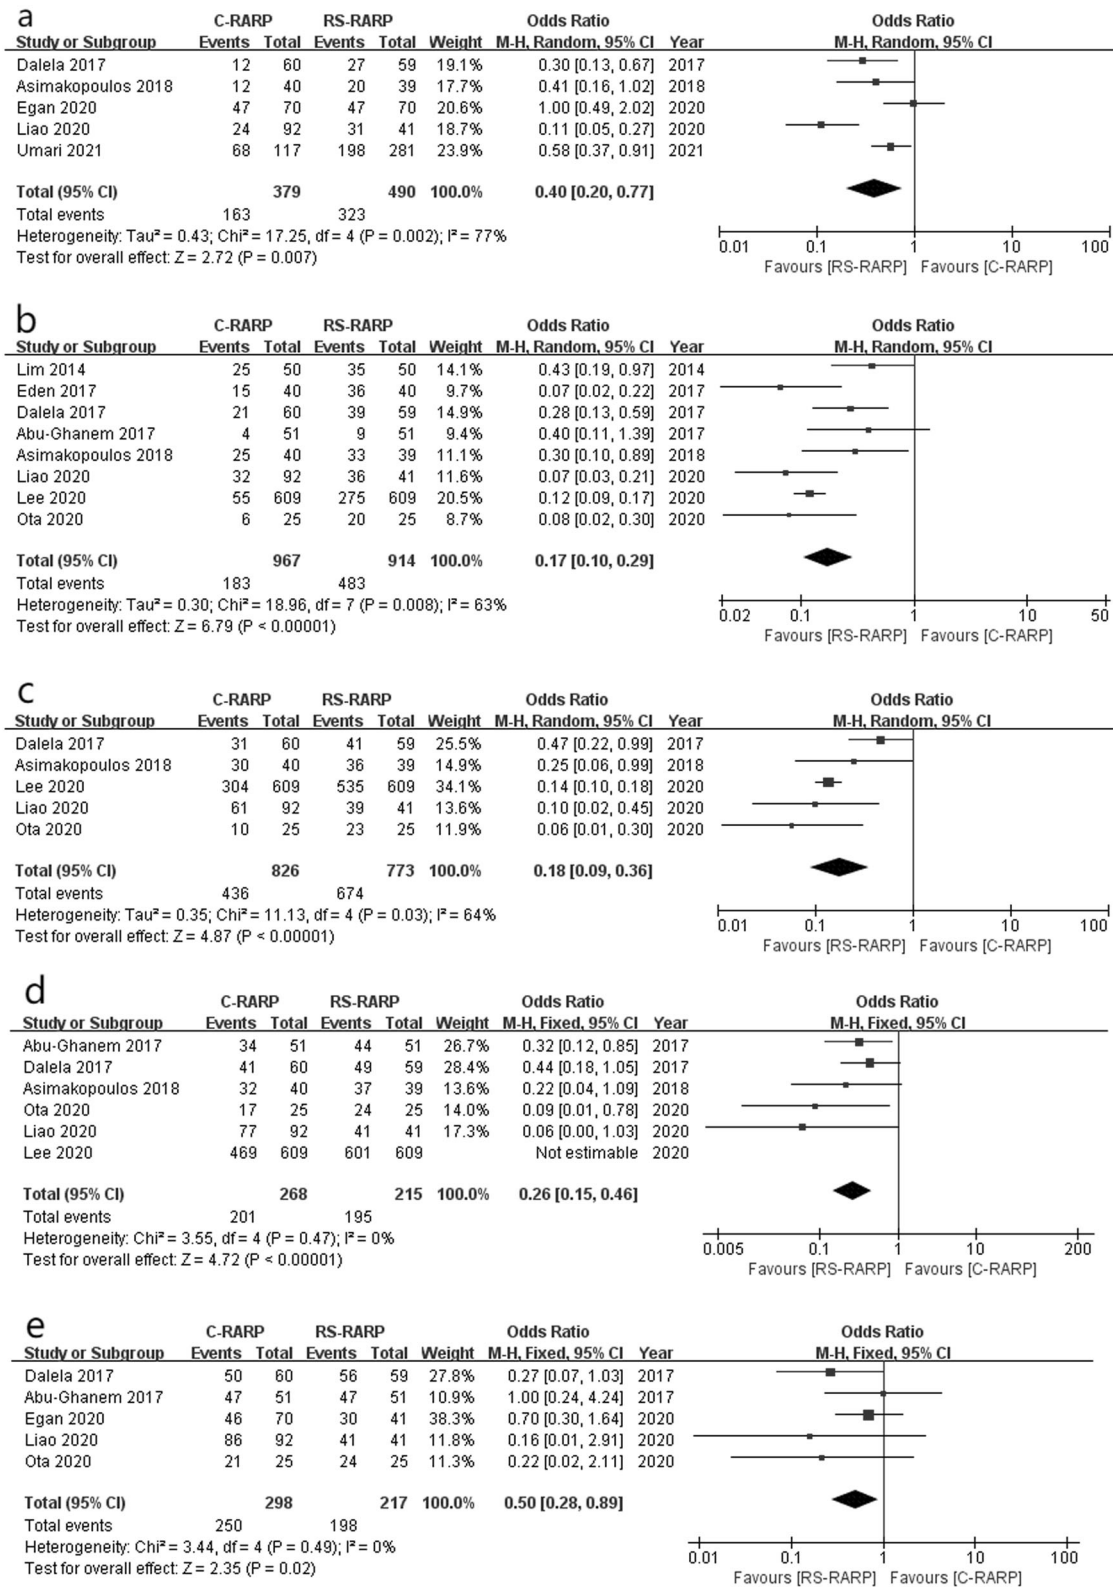 a
C-RARP RS-RARP Odds Ratio Odds Ratio
Study or Subgroup Events Total Events Total Weight M-H, Random, 95% CI Year M-H, Random, 95% CI
Dalela 2017 12 60 27 59 19.1% 0.30 [0.13, 0.67] 2017
Asimakopoulos 2018 12 40 20 39 17.7% 0.41 [0.16, 1.02] 2018
Egan 2020 47 70 47 70 20.6% 1.00 [0.49, 2.02] 2020
Liao 2020 24 92 31 41 18.7% 0.11 [0.05, 0.27] 2020
Umari 2021 68 117 198 281 23.9% 0.58 [0.37, 0.91] 2021
Total (95% CI) 379 490 100.0% 0.40 [0.20, 0.77]
Total events 163 323
Heterogeneity: Tau² = 0.43; Chi² = 17.25, df = 4 (P = 0.002); I² = 77%
Test for overall effect: Z = 2.72 (P = 0.007)
0.01 0.1 1 10 100
Favours [RS-RARP] Favours [C-RARP]
b
C-RARP RS-RARP Odds Ratio Odds Ratio
Study or Subgroup Events Total Events Total Weight M-H, Random, 95% CI Year M-H, Random, 95% CI
Lim 2014 25 50 35 50 14.1% 0.43 [0.19, 0.97] 2014
Eden 2017 15 40 36 40 9.7% 0.07 [0.02, 0.22] 2017
Dalela 2017 21 60 39 59 14.9% 0.28 [0.13, 0.59] 2017
Abu-Ghanem 2017 4 51 9 51 9.4% 0.40 [0.11, 1.39] 2017
Asimakopoulos 2018 25 40 33 39 11.1% 0.30 [0.10, 0.89] 2018
Liao 2020 32 92 36 41 11.6% 0.07 [0.03, 0.21] 2020
Lee 2020 55 609 275 609 20.5% 0.12 [0.09, 0.17] 2020
Ota 2020 6 25 20 25 8.7% 0.08 [0.02, 0.30] 2020
Total (95% CI) 967 914 100.0% 0.17 [0.10, 0.29]
Total events 183 483
Heterogeneity: Tau² = 0.30; Chi² = 18.96, df = 7 (P = 0.008); I² = 63%
Test for overall effect: Z = 6.79 (P < 0.00001)
0.02 0.1 1 10 50
Favours [RS-RARP] Favours [C-RARP]
c
C-RARP RS-RARP Odds Ratio Odds Ratio
Study or Subgroup Events Total Events Total Weight M-H, Random, 95% CI Year M-H, Random, 95% CI
Dalela 2017 31 60 41 59 25.5% 0.47 [0.22, 0.99] 2017
Asimakopoulos 2018 30 40 36 39 14.9% 0.25 [0.06, 0.99] 2018
Lee 2020 304 609 535 609 34.1% 0.14 [0.10, 0.18] 2020
Liao 2020 61 92 39 41 13.6% 0.10 [0.02, 0.45] 2020
Ota 2020 10 25 23 25 11.9% 0.06 [0.01, 0.30] 2020
Total (95% CI) 826 773 100.0% 0.18 [0.09, 0.36]
Total events 436 674
Heterogeneity: Tau² = 0.35; Chi² = 11.13, df = 4 (P = 0.03); I² = 64%
Test for overall effect: Z = 4.87 (P < 0.00001)
0.01 0.1 1 10 100
Favours [RS-RARP] Favours [C-RARP]
d
C-RARP RS-RARP Odds Ratio Odds Ratio
Study or Subgroup Events Total Events Total Weight M-H, Fixed, 95% CI Year M-H, Fixed, 95% CI
Abu-Ghanem 2017 34 51 44 51 26.7% 0.32 [0.12, 0.85] 2017
Dalela 2017 41 60 49 59 28.4% 0.44 [0.18, 1.05] 2017
Asimakopoulos 2018 32 40 37 39 13.6% 0.22 [0.04, 1.09] 2018
Ota 2020 17 25 24 25 14.0% 0.09 [0.01, 0.78] 2020
Liao 2020 77 92 41 41 17.3% 0.06 [0.00, 1.03] 2020
Lee 2020 469 609 601 609 Not estimable 2020
Total (95% CI) 268 215 100.0% 0.26 [0.15, 0.46]
Total events 201 195
Heterogeneity: Chi² = 3.55, df = 4 (P = 0.47); I² = 0%
Test for overall effect: Z = 4.72 (P < 0.00001)
0.005 0.1 1 10 200
Favours [RS-RARP] Favours [C-RARP]
e
C-RARP RS-RARP Odds Ratio Odds Ratio
Study or Subgroup Events Total Events Total Weight M-H, Fixed, 95% CI Year M-H, Fixed, 95% CI
Dalela 2017 50 60 56 59 27.8% 0.27 [0.07, 1.03] 2017
Abu-Ghanem 2017 47 51 47 51 10.9% 1.00 [0.24, 4.24] 2017
Egan 2020 46 70 30 41 38.3% 0.70 [0.30, 1.64] 2020
Liao 2020 86 92 41 41 11.8% 0.16 [0.01, 2.91] 2020
Ota 2020 21 25 24 25 11.3% 0.22 [0.02, 2.11] 2020
Total (95% CI) 298 217 100.0% 0.50 [0.28, 0.89]
Total events 250 198
Heterogeneity: Chi² = 3.44, df = 4 (P = 0.49); I² = 0%
Test for overall effect: Z = 2.35 (P = 0.02)
0.01 0.1 1 10 100
Favours [RS-RARP] Favours [C-RARP]